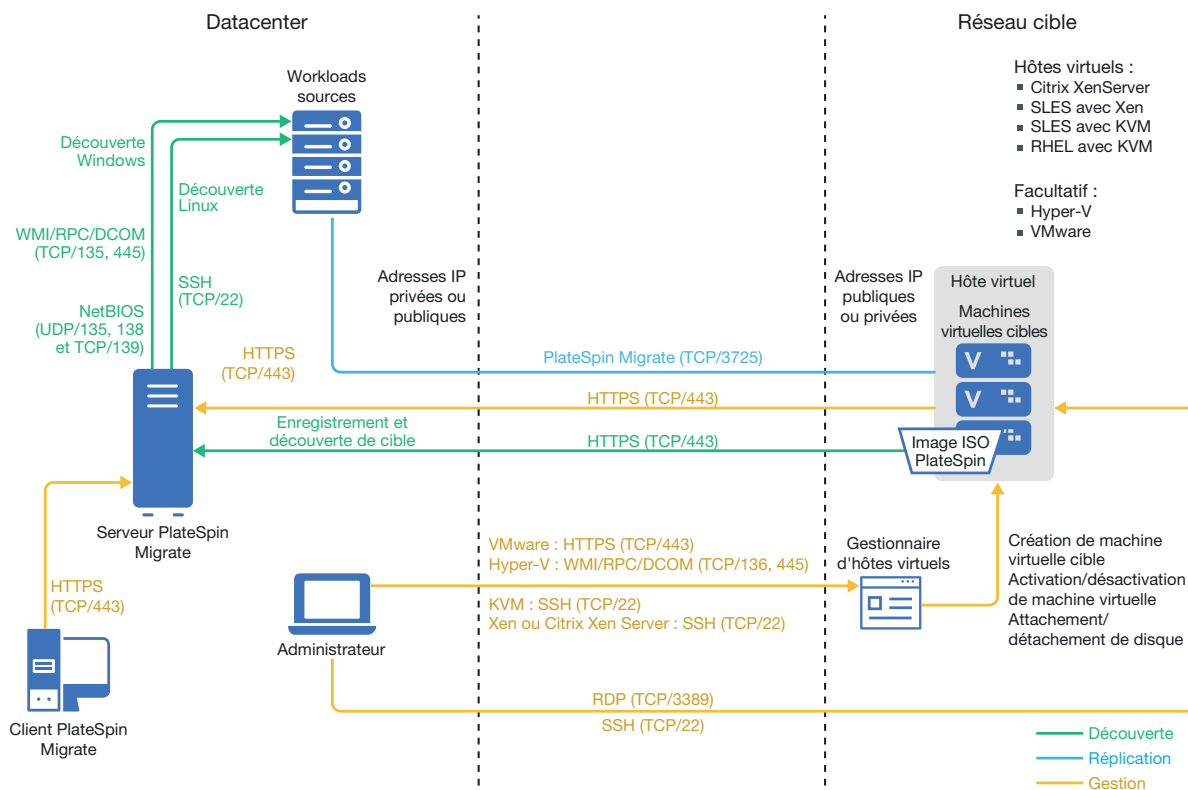 Datacenter
Réseau cible
Hôtes virtuels :
Citrix XenServer
SLES avec Xen
SLES avec KVM
RHEL avec KVM
Facultatif :
Hyper-V
VMware
Workloads
sources
Découverte
Windows
Découverte
Linux
WMI/RPC/DCOM
(TCP/135, 445)
SSH
(TCP/22)
NetBIOS
(UDP/135, 138
et TCP/139)
Adresses IP
privées ou
publiques
Adresses IP
publiques
ou privées
Hôte virtuel
Machines
virtuelles cibles
V
V
HTTPS
(TCP/443)
PlateSpin Migrate (TCP/3725)
HTTPS (TCP/443)
Enregistrement et
découverte de cible
HTTPS (TCP/443)
Image ISO
PlateSpin
Serveur PlateSpin
Migrate
HTTPS
(TCP/443)
Client PlateSpin
Migrate
Administrateur
VMware : HTTPS (TCP/443)
Hyper-V : WMI/RPC/DCOM (TCP/136, 445)
KVM : SSH (TCP/22)
Xen ou Citrix Xen Server : SSH (TCP/22)
Gestionnaire
d'hôtes virtuels
Création de machine
virtuelle cible
Activation/désactivation
de machine virtuelle
Attachement/
détachement de disque
RDP (TCP/3389)
SSH (TCP/22)
Découverte
Réplication
Gestion